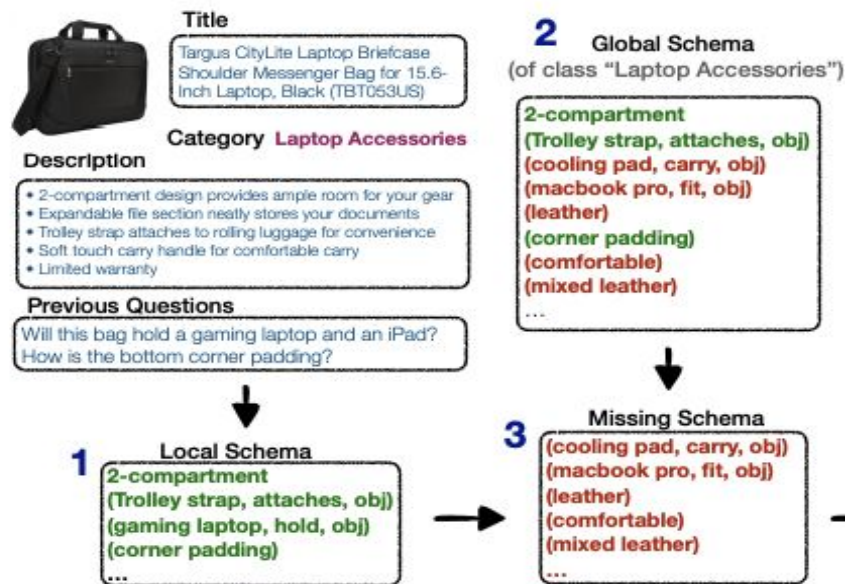 Title
Targus CityLite Laptop Briefcase
Shoulder Messenger Bag for 15.6-
Inch Laptop, Black (TBT053US)
Category Laptop Accessories
Description
• 2-compartment design provides ample room for your gear
• Expandable file section neatly stores your documents
• Trolley strap attaches to rolling luggage for convenience
• Soft touch carry handle for comfortable carry
• Limited warranty
Previous Questions
Will this bag hold a gaming laptop and an iPad?
How is the bottom corner padding?
1
Local Schema
2-compartment
(Trolley strap, attaches, obj)
(gaming laptop, hold, obj)
(corner padding)
...
2
Global Schema
(of class “Laptop Accessories”)
2-compartment
(Trolley strap, attaches, obj)
(cooling pad, carry, obj)
(macbook pro, fit, obj)
(leather)
(corner padding)
(comfortable)
(mixed leather)
...
3
Missing Schema
(cooling pad, carry, obj)
(macbook pro, fit, obj)
(leather)
(comfortable)
(mixed leather)
...